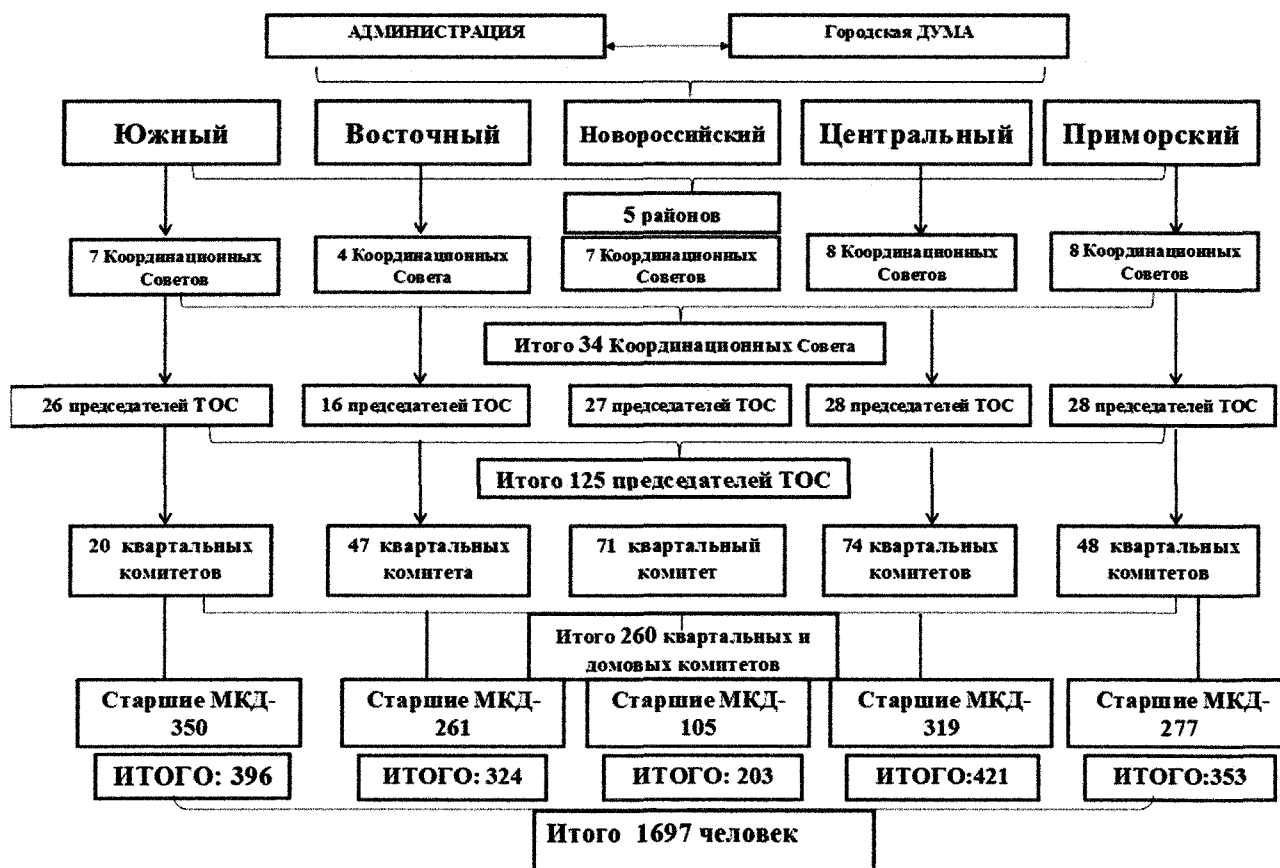 АДМИНИСТРАЦИЯ
Городская ДУМА
Южный
Восточный
Новороссийский
Центральный
Приморский
5 районов
7 Координационных
Советов
4 Координационных
Совета
7 Координационных
Советов
8 Координационных
Советов
8 Координационных
Советов
Итого 34 Координационных Совета
26 председателей ТОС
16 председателей ТОС
27 председателей ТОС
28 председателей ТОС
28 председателей ТОС
Итого 125 председателей ТОС
20 квартальных
комитетов
47 квартальных
комитета
71 квартальный
комитет
74 квартальных
комитетов
48 квартальных
комитетов
Итого 260 квартальных и
домовых комитетов
Старшие МКД-
350
Старшие МКД-
261
Старшие МКД-
105
Старшие МКД-
319
Старшие МКД-
277
ИТОГО: 396
ИТОГО: 324
ИТОГО: 203
ИТОГО:421
ИТОГО:353
Итого 1697 человек